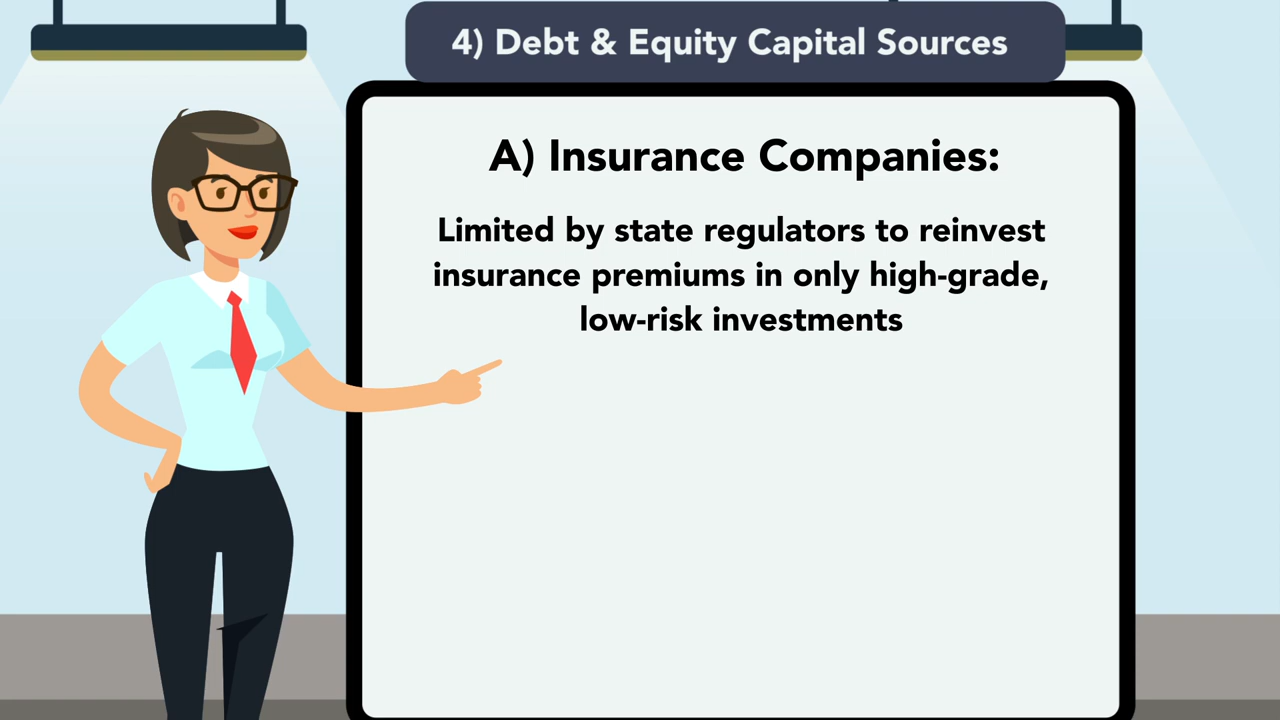 4) Debt & Equity Capital Sources
A) Insurance Companies:
Limited by state regulators to reinvest
insurance premiums in only high-grade,
low-risk investments